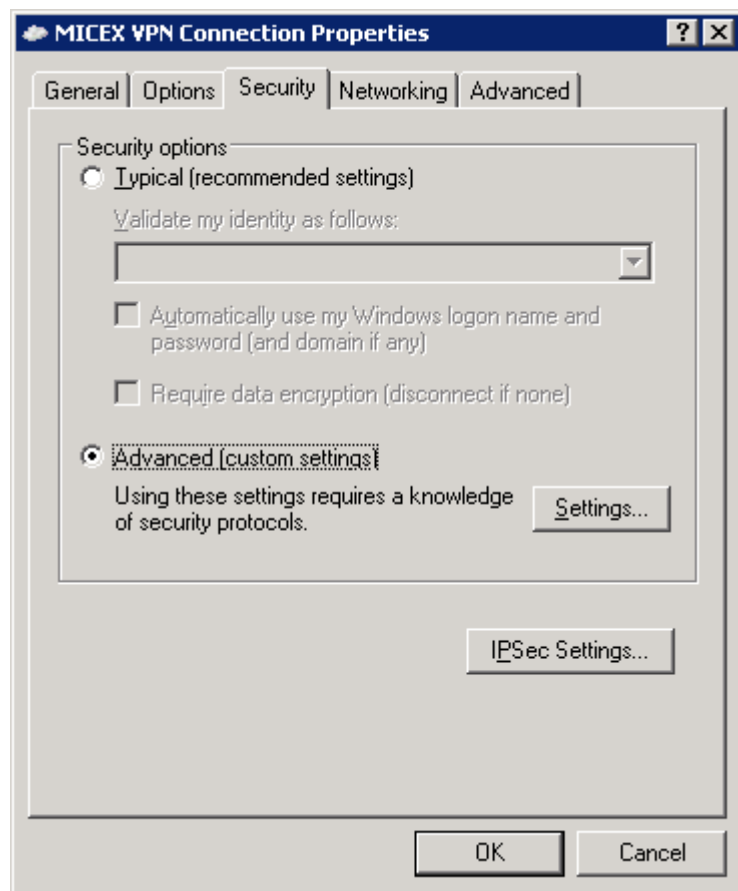 MICEX VPN Connection Properties
General Options Security Networking Advanced
Security options
Typical (recommended settings)
Validate my identity as follows:
Automatically use my Windows logon name and
password (and domain if any)
Require data encryption (disconnect if none)
Advanced (custom settings)
Using these settings requires a knowledge
of security protocols.
Settings...
IPSec Settings...
OK Cancel